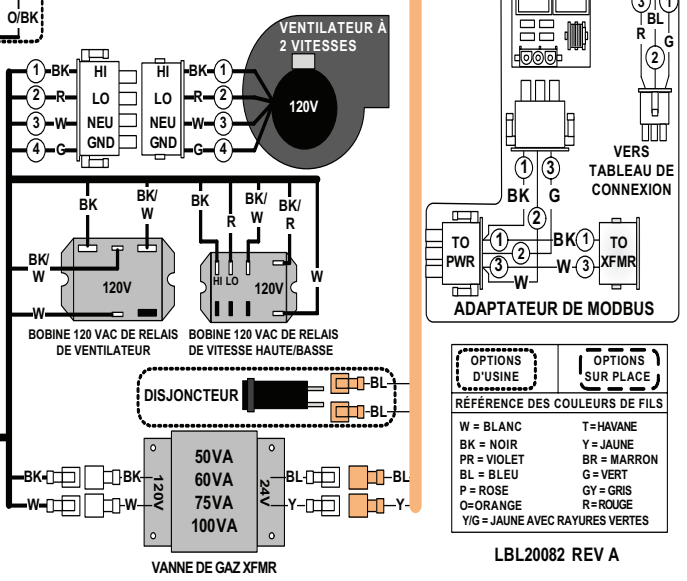 O/BK
VENTILATEUR À
2 VITESSES
120V
1 BK HI HI BK 1
2 R LO LO R 2
3 W NEU NEU W 3
4 G GND GND G 4
BK
BK/
W
BK
R
BK/
W
BK/
R
BK/
W
W
W
120V
HI LO
120V
BOBINE 120 VAC DE RELAIS
DE VENTILATEUR
BOBINE 120 VAC DE RELAIS
DE VITESSE HAUTE/BASSE
DISJONCTEUR
BL
BL
50VA
60VA
75VA
100VA
120V
24V
BK BK BL BL
W W Y Y
VANNE DE GAZ XFMR
3 1
R BL G
2
VERS
TABLEAU DE
CONNEXION
1 3
BK G
2
TO
PWR
1 BK 1
2
3 W 3
W
TO
XFMR
ADAPTATEUR DE MODBUS
OPTIONS
D'USINE
OPTIONS
SUR PLACE
RÉFÉRENCE DES COULEURS DE FILS
W = BLANC T = HAVANE
BK = NOIR Y = JAUNE
PR = VIOLET BR = MARRON
BL = BLEU G = VERT
P = ROSE GY = GRIS
O=ORANGE R = ROUGE
Y/G = JAUNE AVEC RAYURES VERTES
LBL20082 REV A